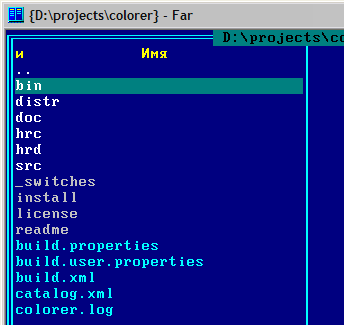 {D:\projects\colorer} - Far
D:\projects\co
и Имя
..
bin
distr
doc
hrc
hrd
src
_switches
install
license
readme
build.properties
build.user.properties
build.xml
catalog.xml
colorer.log